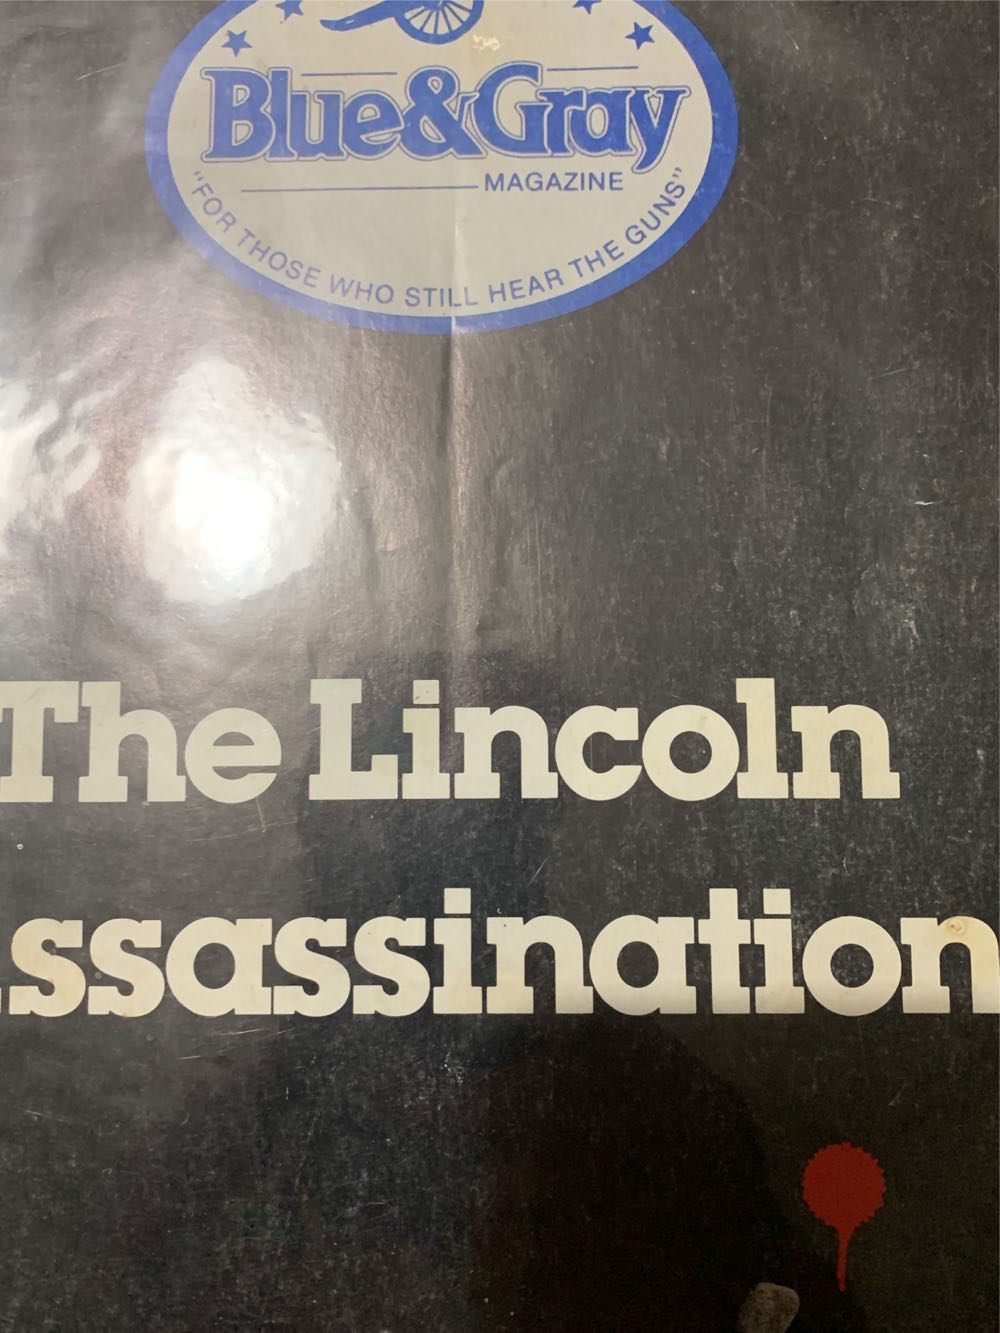 Blue&Gray
MAGAZINE
"FOR THOSE WHO STILL HEAR THE GUNS"
The Lincoln
ssassination